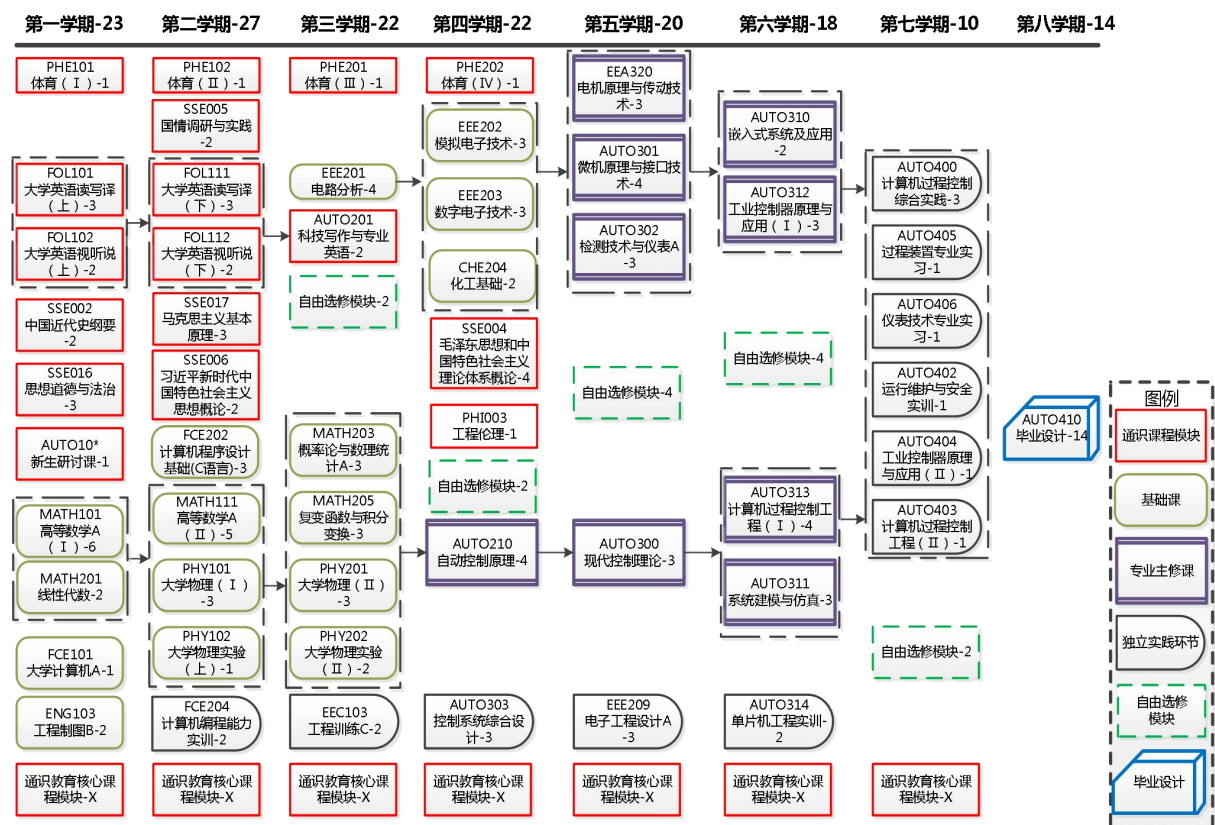 第一学期-23
第二学期-27
第三学期-22
第四学期-22
第五学期-20
第六学期-18
第七学期-10
第八学期-14
PHE101
体育（Ⅰ）-1
FOL101
大学英语读写译
（上）-3
FOL102
大学英语视听说
（上）-2
SSE002
中国近代史纲要
-2
SSE016
思想道德与法治
-3
AUTO10*
新生研讨课-1
MATH101
高等数学A
（Ⅰ）-6
MATH201
线性代数-2
FCE101
大学计算机A-1
ENG103
工程制图B-2
通识教育核心课
程模块-X
PHE102
体育（Ⅱ）-1
SSE005
国情调研与实践
-2
FOL111
大学英语读写译
（下）-3
FOL112
大学英语视听说
（下）-2
SSE017
马克思主义基本
原理-3
SSE006
习近平新时代中
国特色社会主义
思想概论-2
FCE202
计算机程序设计
基础(C语言)-3
MATH111
高等数学A
（Ⅱ）-5
PHY101
大学物理（Ⅰ）
-3
PHY102
大学物理实验
（上）-1
FCE204
计算机编程能力
实训-2
通识教育核心课
程模块-X
PHE201
体育（Ⅲ）-1
EEE201
电路分析-4
AUTO201
科技写作与专业
英语-2
自由选修模块-2
MATH203
概率论与数理统
计A-3
MATH205
复变函数与积分
变换-3
PHY201
大学物理（Ⅱ）
-3
PHY202
大学物理实验
（Ⅱ）-2
EEC103
工程训练C-2
通识教育核心课
程模块-X
PHE202
体育（Ⅳ）-1
EEE202
模拟电子技术-3
EEE203
数字电子技术-3
CHE204
化工基础-2
SSE004
毛泽东思想和中
国特色社会主义
理论体系概论-4
PHI003
工程伦理-1
自由选修模块-2
AUTO210
自动控制原理-4
AUTO303
控制系统综合设
计-3
通识教育核心课
程模块-X
EEA320
电机原理与传动技
术-3
AUTO301
微机原理与接口技
术-4
AUTO302
检测技术与仪表A
-3
自由选修模块-4
AUTO300
现代控制理论-3
EEE209
电子工程设计A
-3
通识教育核心课
程模块-X
AUTO310
嵌入式系统及应用
-2
AUTO312
工业控制器原理与
应用（Ⅰ）-3
自由选修模块-4
AUTO313
计算机过程控制工
程（Ⅰ）-4
AUTO311
系统建模与仿真-3
AUTO314
单片机工程实训-
2
通识教育核心课
程模块-X
AUTO400
计算机过程控制
综合实践-3
AUTO405
过程装置专业实
习-1
AUTO406
仪表技术专业实
习-1
AUTO402
运行维护与安全
实训-1
AUTO404
工业控制器原理
与应用（Ⅱ）-1
AUTO403
计算机过程控制
工程（Ⅱ）-1
自由选修模块-2
通识教育核心课
程模块-X
AUTO410
毕业设计-14
图例
通识课程模块
基础课
专业主修课
独立实践环节
自由选修
模块
毕业设计